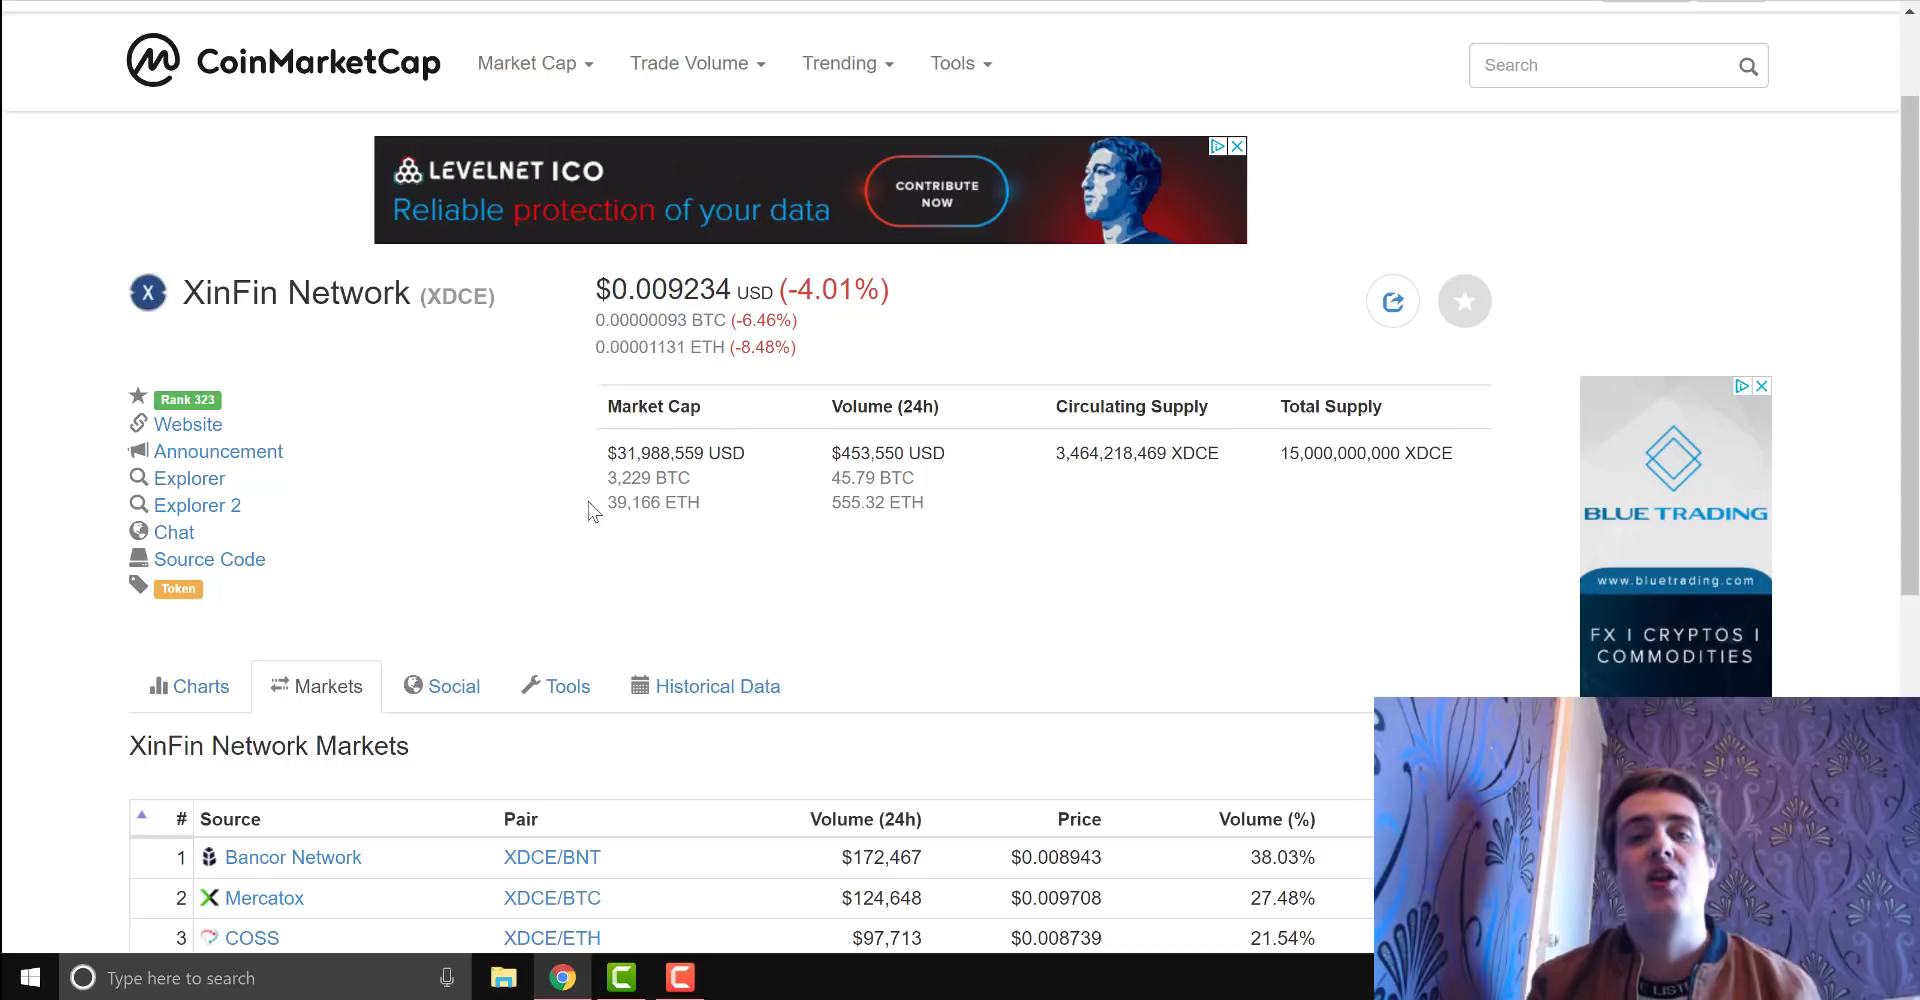 CoinMarketCap
Market Cap
Trade Volume
Trending
Tools
Search
LEVELNET ICO
Reliable protection of your data
CONTRIBUTE
NOW
X
XinFin Network (XDCE)
$0.009234 USD (-4.01%)
0.00000093 BTC (-6.46%)
0.00001131 ETH (-8.48%)
Rank 323
Website
Announcement
Explorer
Explorer 2
Chat
Source Code
Token
Market Cap Volume (24h) Circulating Supply Total Supply
$31,988,559 USD $453,550 USD 3,464,218,469 XDCE 15,000,000,000 XDCE
3,229 BTC 45.79 BTC
39,166 ETH 555.32 ETH
BLUE TRADING
www.bluetrading.com
FX | CRYPTOS |
COMMODITIES
Charts Markets Social Tools Historical Data
XinFin Network Markets
# Source Pair Volume (24h) Price Volume (%)
1 Bancor Network XDCE/BNT $172,467 $0.008943 38.03%
2 Mercatox XDCE/BTC $124,648 $0.009708 27.48%
3 COSS XDCE/ETH $97,713 $0.008739 21.54%
Type here to search